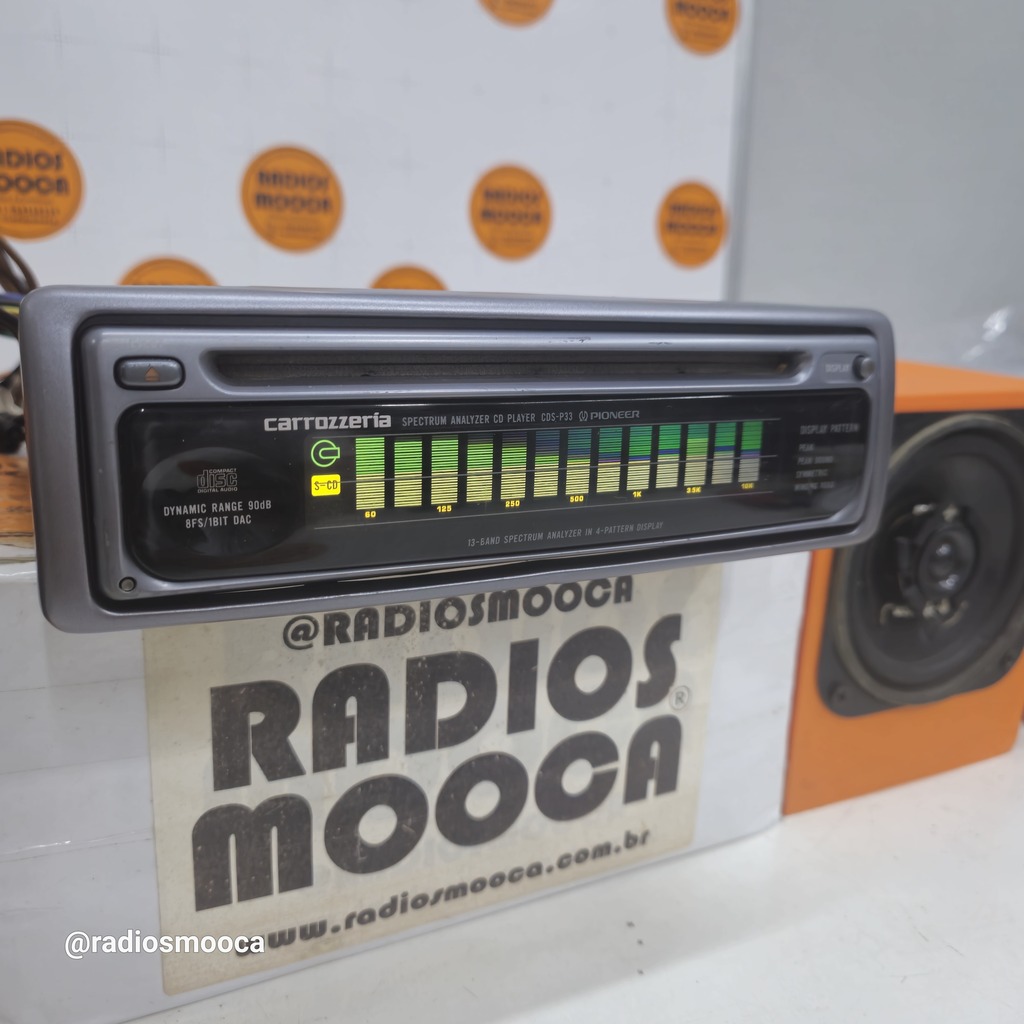 RADIOS
MOOCA
RADIOS
MOOCA
RADIOS
MOOCA
DISPLAY
carrozzeria SPECTRUM ANALYZER CD PLAYER CDS-P33 PIONEER
DISPLAY PATTERN
COMPACT
disc
DIGITAL AUDIO
S-CD
DYNAMIC RANGE 90dB
8FS/1BIT DAC
60 125 250 500 1K 3.5K 10K
13-BAND SPECTRUM ANALYZER IN 4-PATTERN DISPLAY
@RADIOSMOOCA
RADIOS®
MOOCA
www.radiosmooca.com.br
@radiosmooca